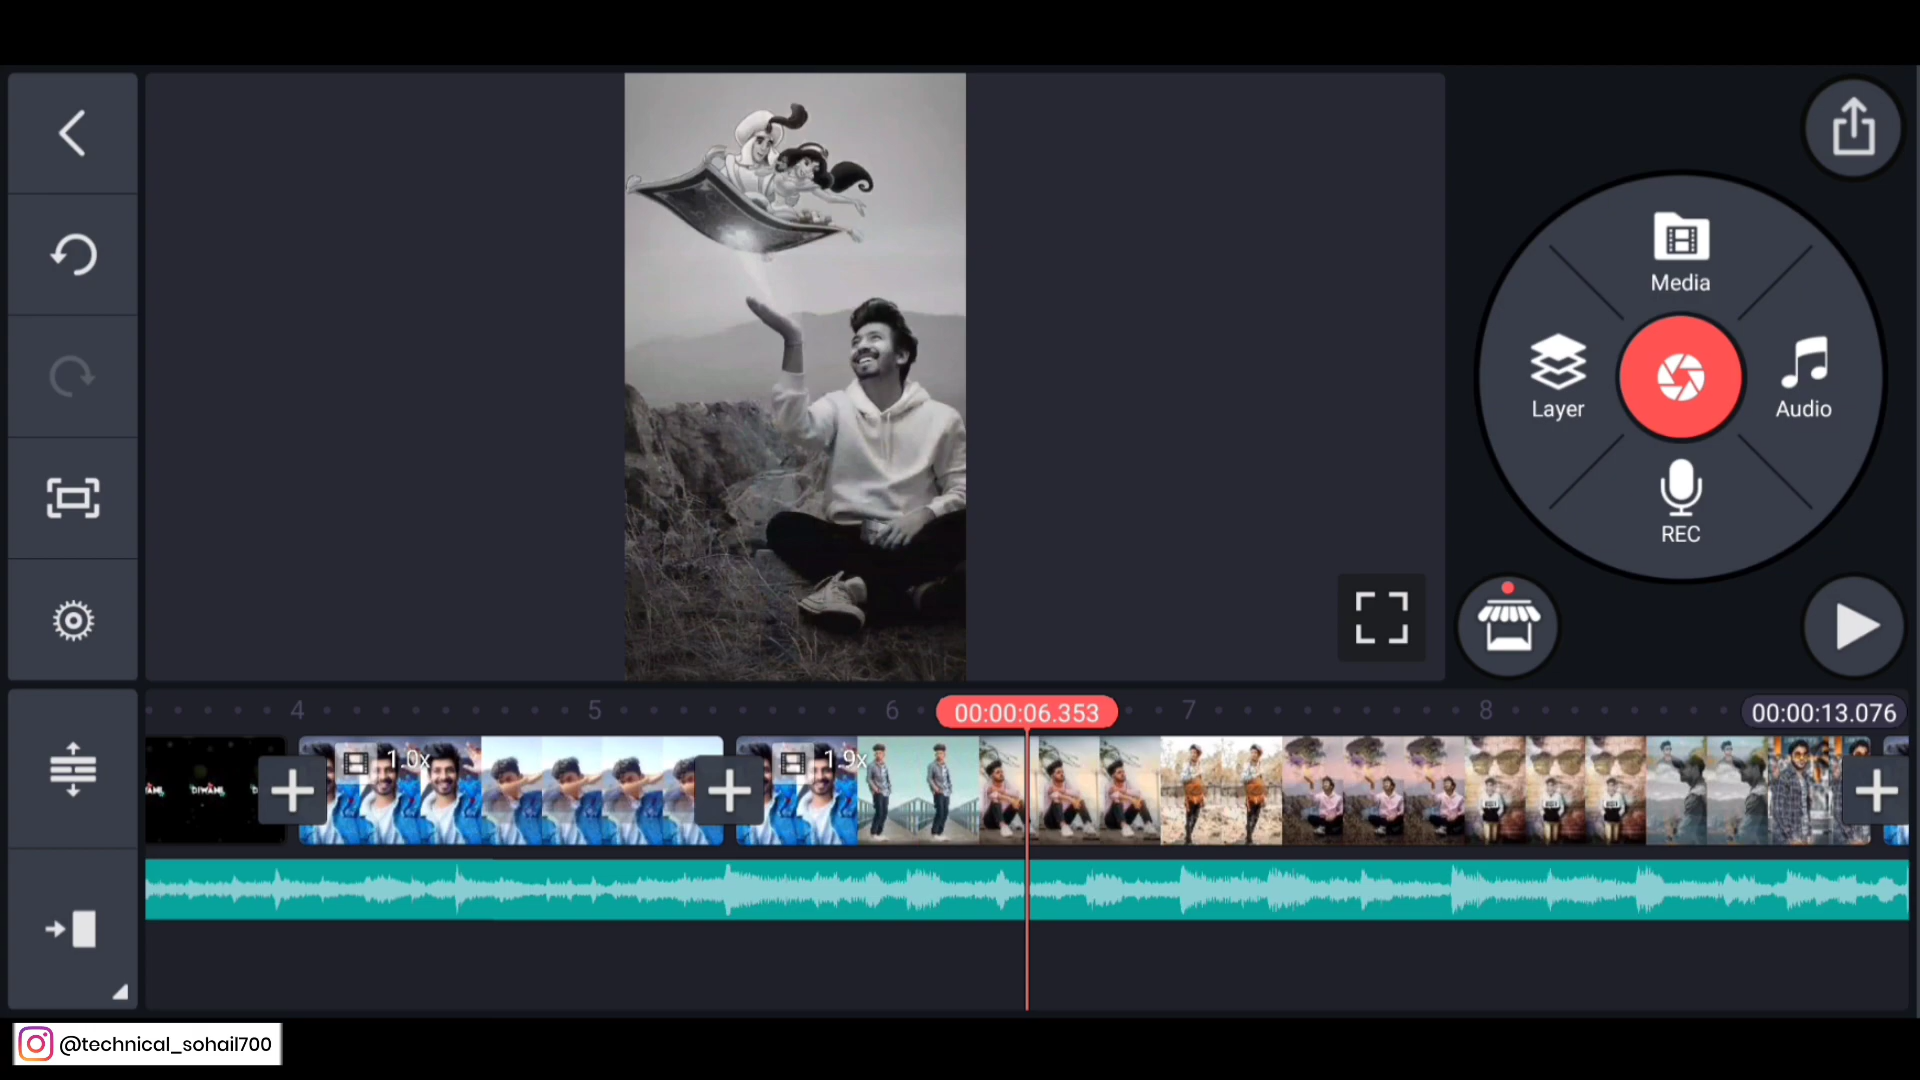 Media
Layer
Audio
REC
4
5
6
00:00:06.353
7
8
00:00:13.076
DIWANI
1.0x
1.9x
@technical_sohail700